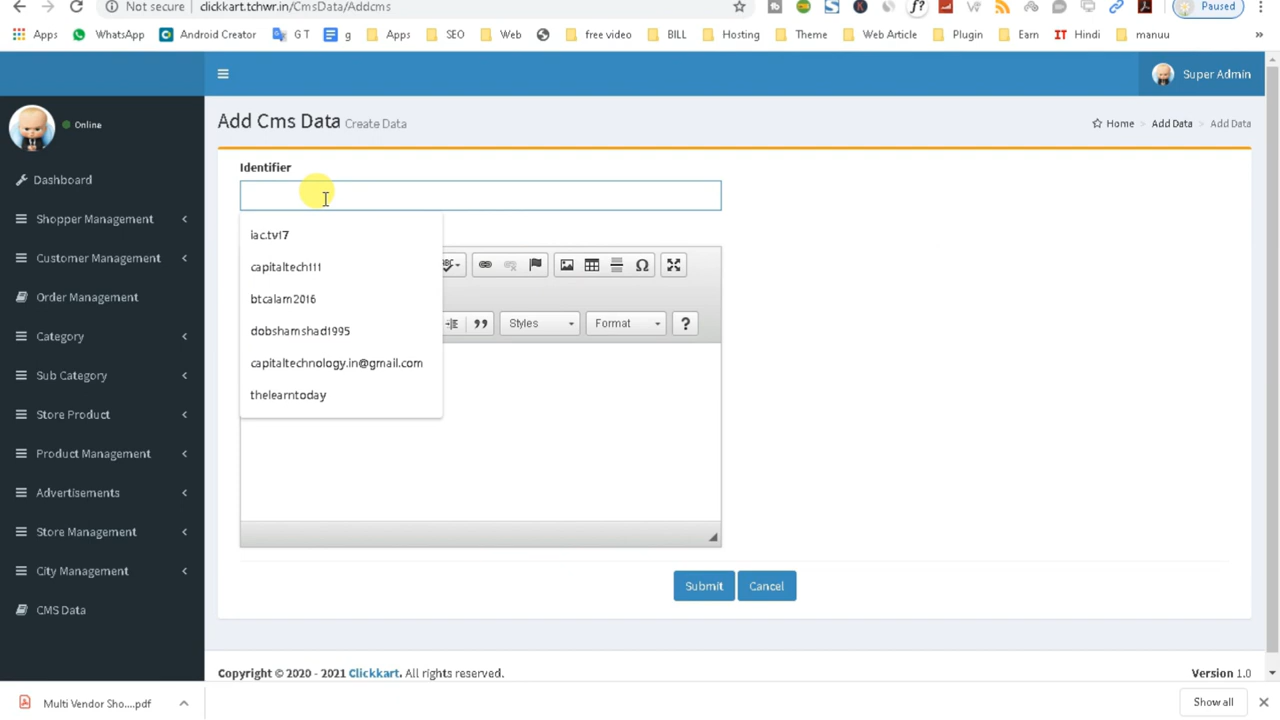 Not secure | clickkart.tchwr.in/CmsData/Addcms
Paused
Apps WhatsApp Android Creator G T g Apps SEO Web free video BILL Hosting Theme Web Article Plugin Earn IT Hindi manuu »
Super Admin
Online
Add Cms Data Create Data
Home > Add Data > Add Data
Identifier
Dashboard
Shopper Management
iac.tv17
Customer Management
capitaltech111
Order Management
btcalam2016
Styles Format ?
Category
dobshamshad1995
Sub Category
capitaltechnology.in@gmail.com
Store Product
thelearntoday
Product Management
Advertisements
Store Management
City Management
Submit Cancel
CMS Data
Copyright © 2020 - 2021 Clickkart. All rights reserved.
Version 1.0
Multi Vendor Sho....pdf
Show all